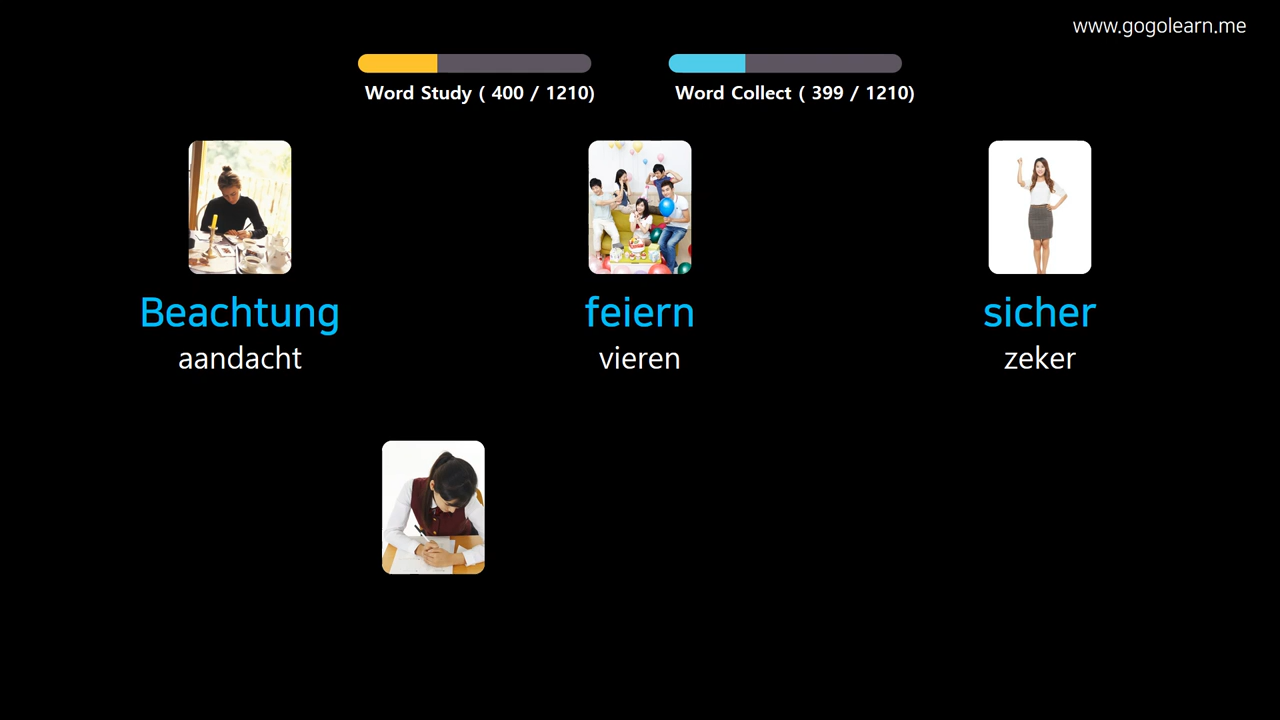 www.gogolearn.me
Word Study ( 400 / 1210)
Word Collect ( 399 / 1210)
Beachtung
aandacht
feiern
vieren
sicher
zeker